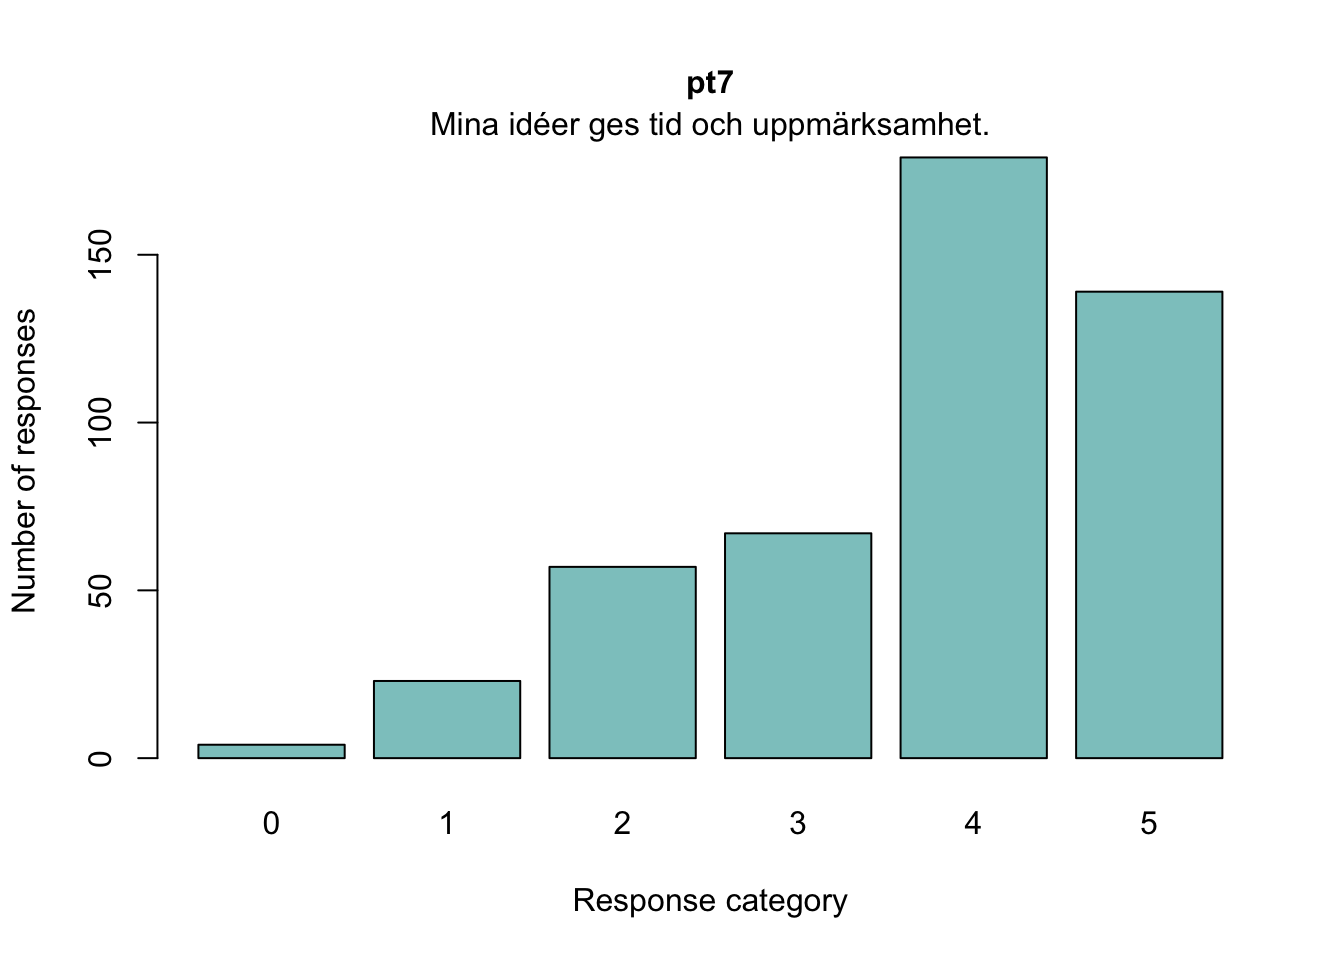 pt7
Mina idéer ges tid och uppmärksamhet.
Number of responses
150
100
50
0
0 1 2 3 4 5
Response category